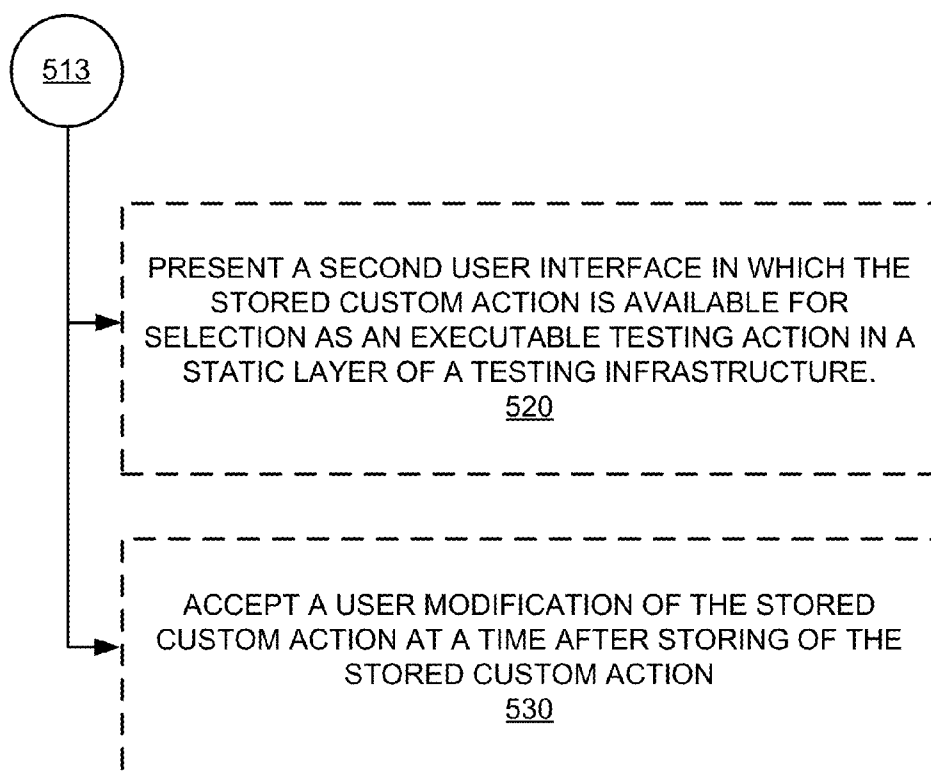 513
PRESENT A SECOND USER INTERFACE IN WHICH THE
STORED CUSTOM ACTION IS AVAILABLE FOR
SELECTION AS AN EXECUTABLE TESTING ACTION IN A
STATIC LAYER OF A TESTING INFRASTRUCTURE.
520
ACCEPT A USER MODIFICATION OF THE STORED
CUSTOM ACTION AT A TIME AFTER STORING OF THE
STORED CUSTOM ACTION
530